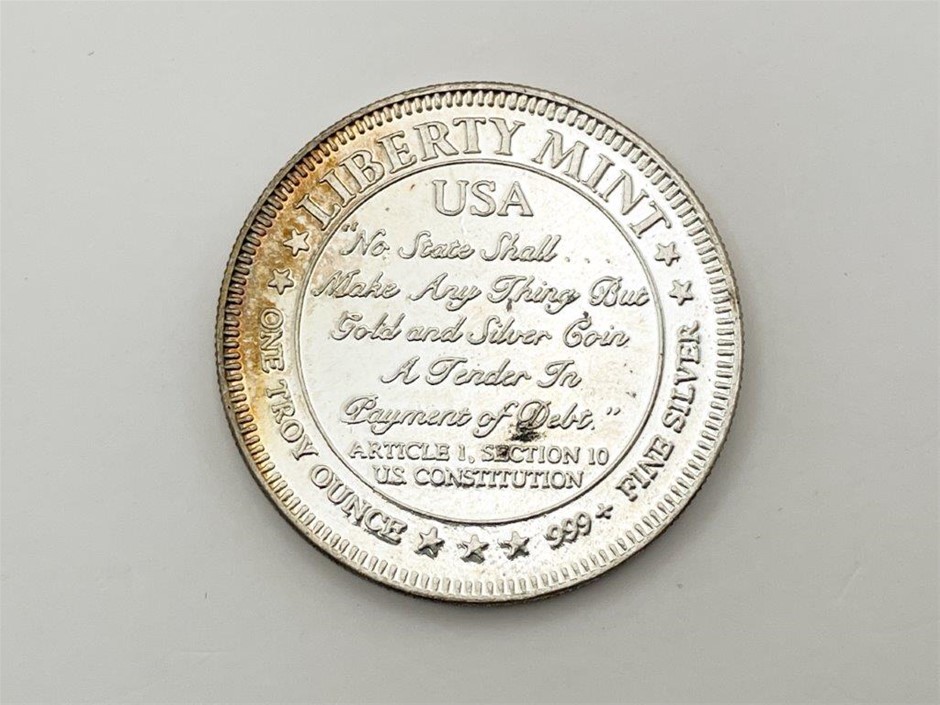 LIBERTY MINT
USA
"No State Shall...
Make Any Thing But
Gold and Silver Coin
A Tender In
Payment of Debt."
ARTICLE 1, SECTION 10
U.S. CONSTITUTION
ONE TROY OUNCE
999+ FINE SILVER